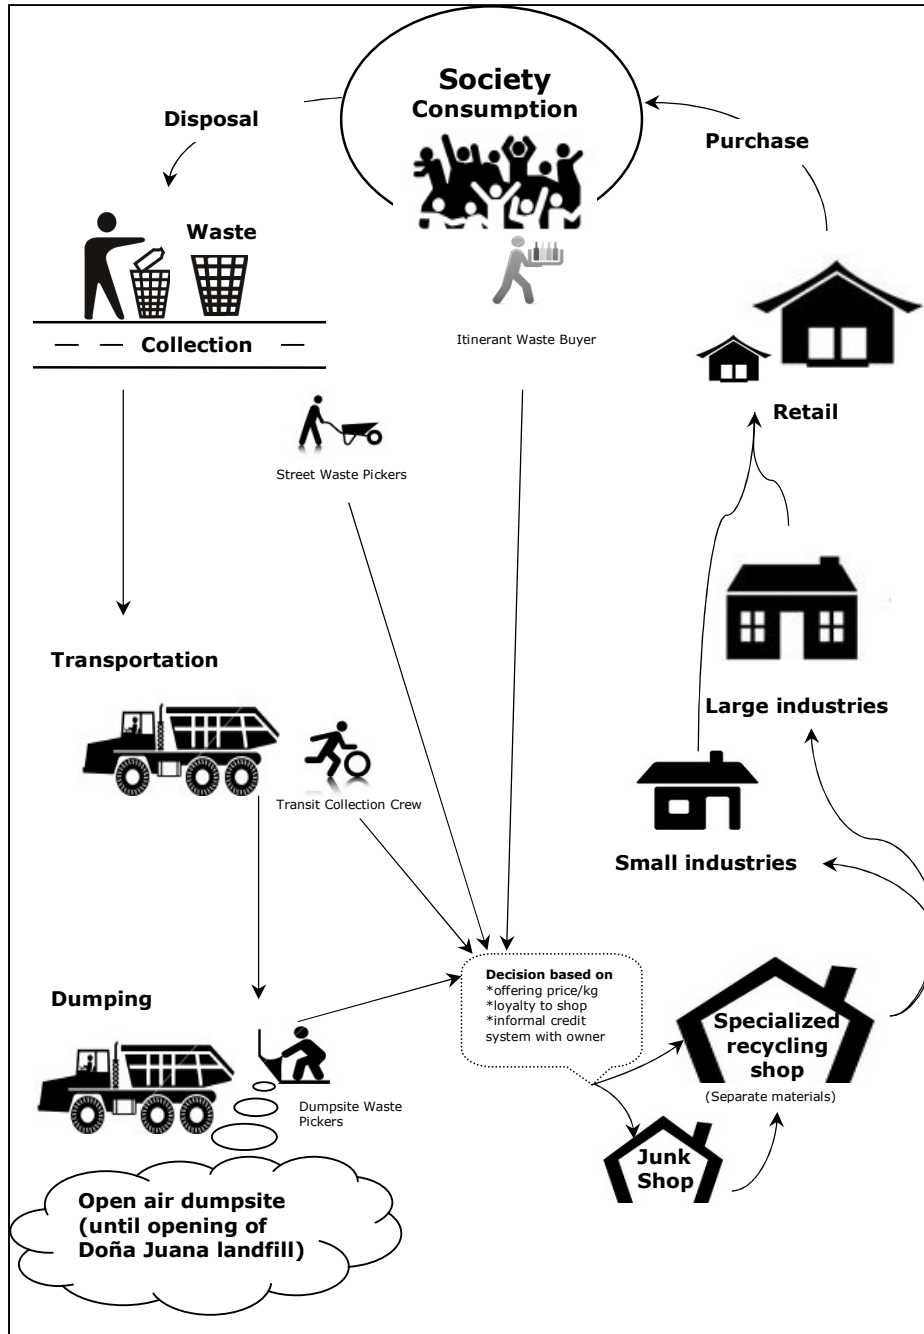 Society
Consumption
Disposal
Purchase
Waste
Collection
Itinerant Waste Buyer
Retail
Street Waste Pickers
Transportation
Large industries
Transit Collection Crew
Small industries
Dumping
Decision based on
*offering price/kg
*loyalty to shop
*informal credit
system with owner
Specialized
recycling
shop
(Separate materials)
Dumpsite Waste
Pickers
Junk
Shop
Open air dumpsite
(until opening of
Doña Juana landfill)